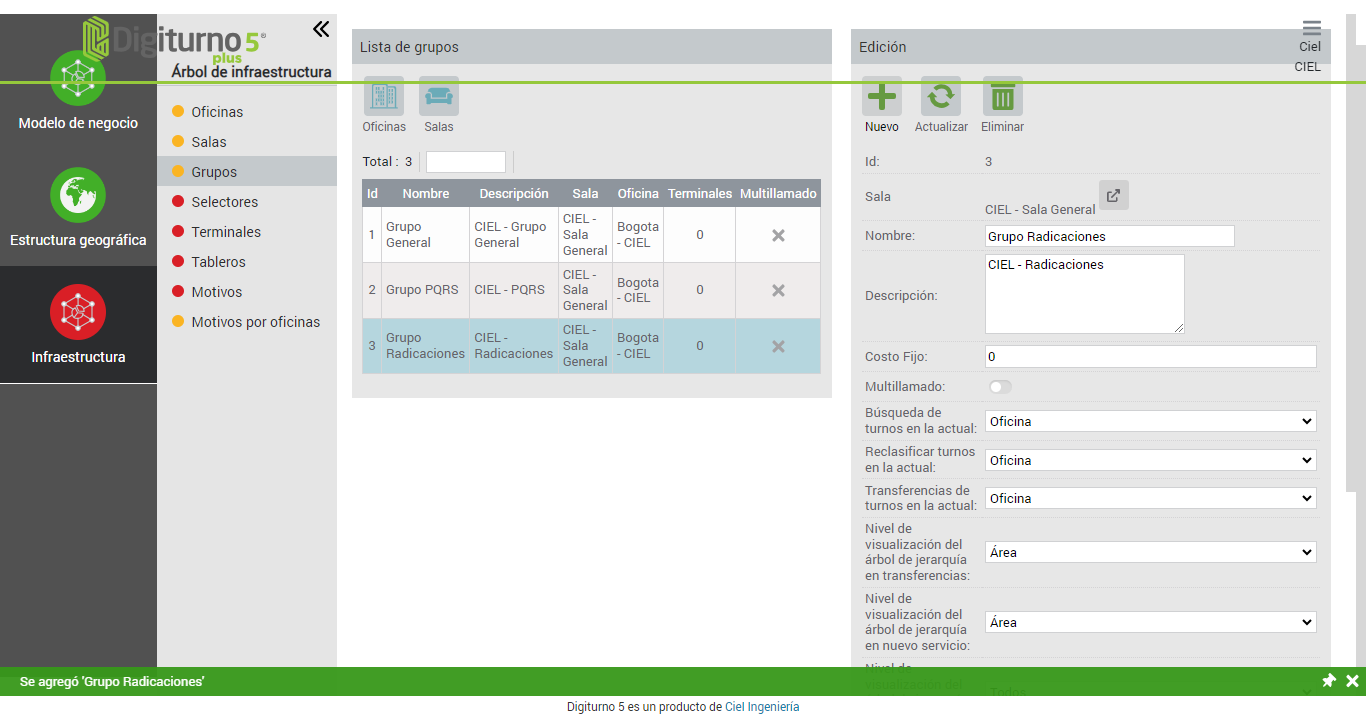 Digiturno 5®
plus
Árbol de infraestructura
Modelo de negocio
Estructura geográfica
Infraestructura
Oficinas
Salas
Grupos
Selectores
Terminales
Tableros
Motivos
Motivos por oficinas
Lista de grupos
Oficinas Salas
Total : 3
Id Nombre Descripción Sala Oficina Terminales Multillamado
1 Grupo General CIEL - Grupo General CIEL - Sala General Bogota - CIEL 0
2 Grupo PQRS CIEL - PQRS CIEL - Sala General Bogota - CIEL 0
3 Grupo Radicaciones CIEL - Radicaciones CIEL - Sala General Bogota - CIEL 0
Edición
Ciel
CIEL
Nuevo Actualizar Eliminar
Id: 3
Sala CIEL - Sala General
Nombre: Grupo Radicaciones
Descripción: CIEL - Radicaciones
Costo Fijo: 0
Multillamado:
Búsqueda de
turnos en la actual: Oficina
Reclasificar turnos
en la actual: Oficina
Transferencias de
turnos en la actual: Oficina
Nivel de
visualización del
árbol de jerarquía
en transferencias: Área
Nivel de
visualización del
árbol de jerarquía
en nuevo servicio: Área
Nivel de
visualización del
Todos
Se agregó 'Grupo Radicaciones'
Digiturno 5 es un producto de Ciel Ingeniería